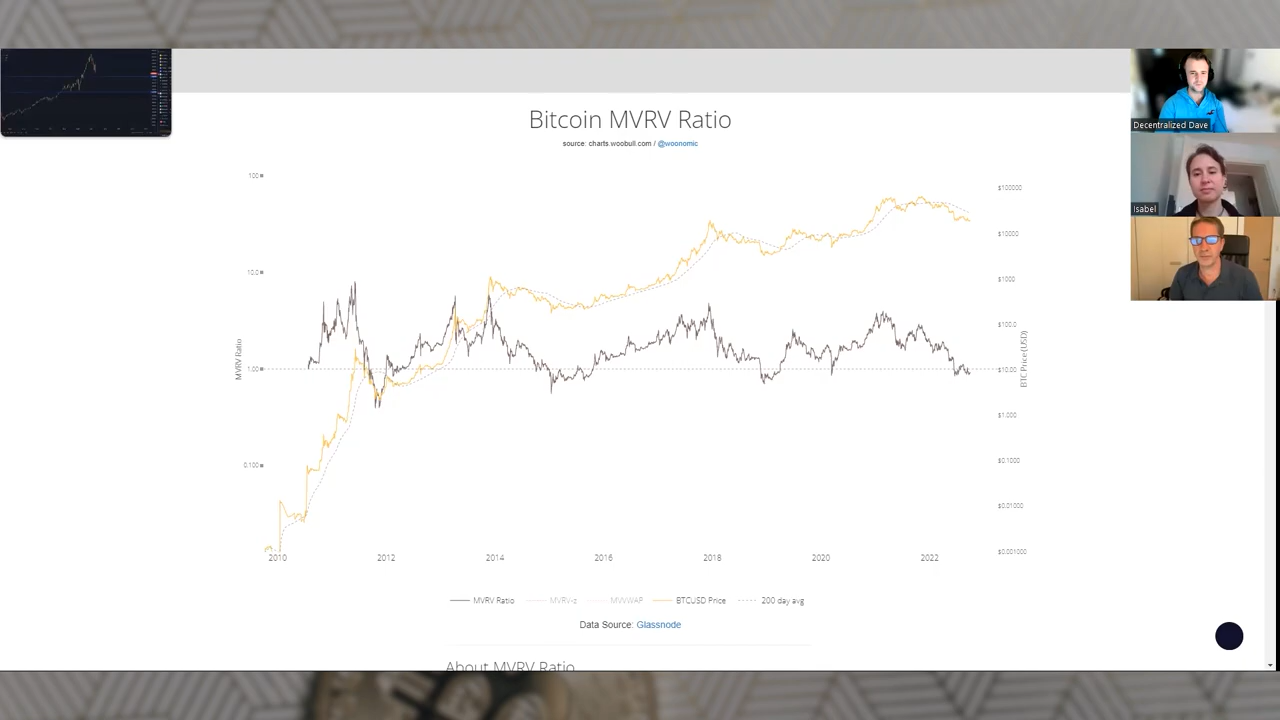 Bitcoin MVRV Ratio
source: charts.woobull.com / @woonomic
100
10.0
1.00
0.100
MVRV Ratio
$100000
$10000
$1000
$100.0
$10.00
$1.000
$0.1000
$0.01000
$0.001000
BTC Price (USD)
2010 2012 2014 2016 2018 2020 2022
MVRV Ratio MVRV-z MVVWAP BTCUSD Price 200 day avg
Data Source: Glassnode
About MVRV Ratio
Decentralized Dave
isabel